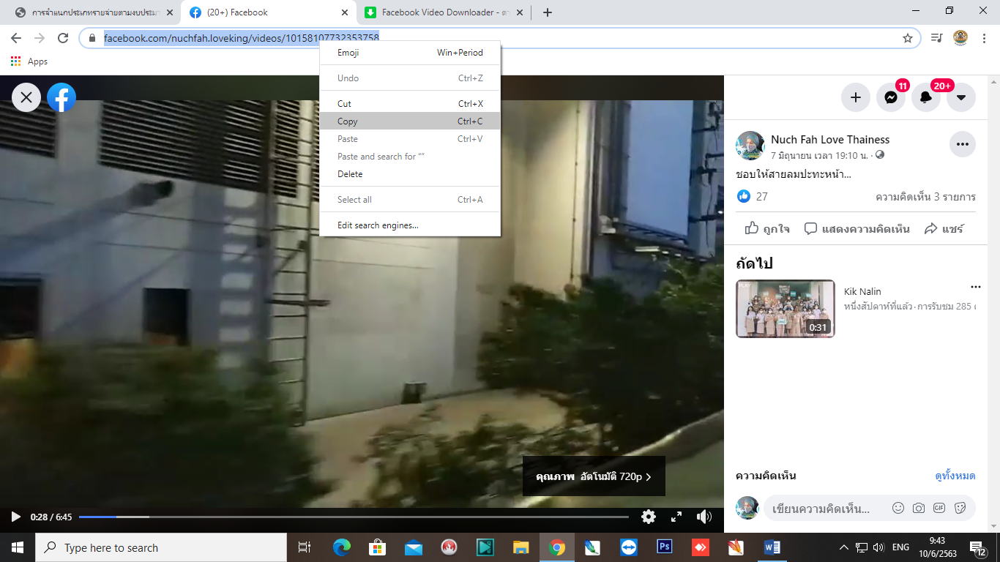 การจำแนกประเภทรายจ่ายตามงบประมา
(20+) Facebook
Facebook Video Downloader - ดา
facebook.com/nuchfah.loveking/videos/10158107732353758
Apps
Emoji Win+Period
Undo Ctrl+Z
Cut Ctrl+X
Copy Ctrl+C
Paste Ctrl+V
Paste and search for “”
Delete
Select all Ctrl+A
Edit search engines...
11
20+
Nuch Fah Love Thainess
7 มิถุนายน เวลา 19:10 น. ·
ชอบให้สายลมปะทะหน้า...
27 ความคิดเห็น 3 รายการ
ถูกใจ แสดงความคิดเห็น แชร์
ถัดไป
PLAY
0:31
Kik Nalin
หนึ่งสัปดาห์ที่แล้ว · การรับชม 285
ความคิดเห็น ดูทั้งหมด
เขียนความคิดเห็น...
GIF
คุณภาพ อัตโนมัติ 720p
0:28 / 6:45
Type here to search
Ps
W
ENG
9:43
10/6/2563
12